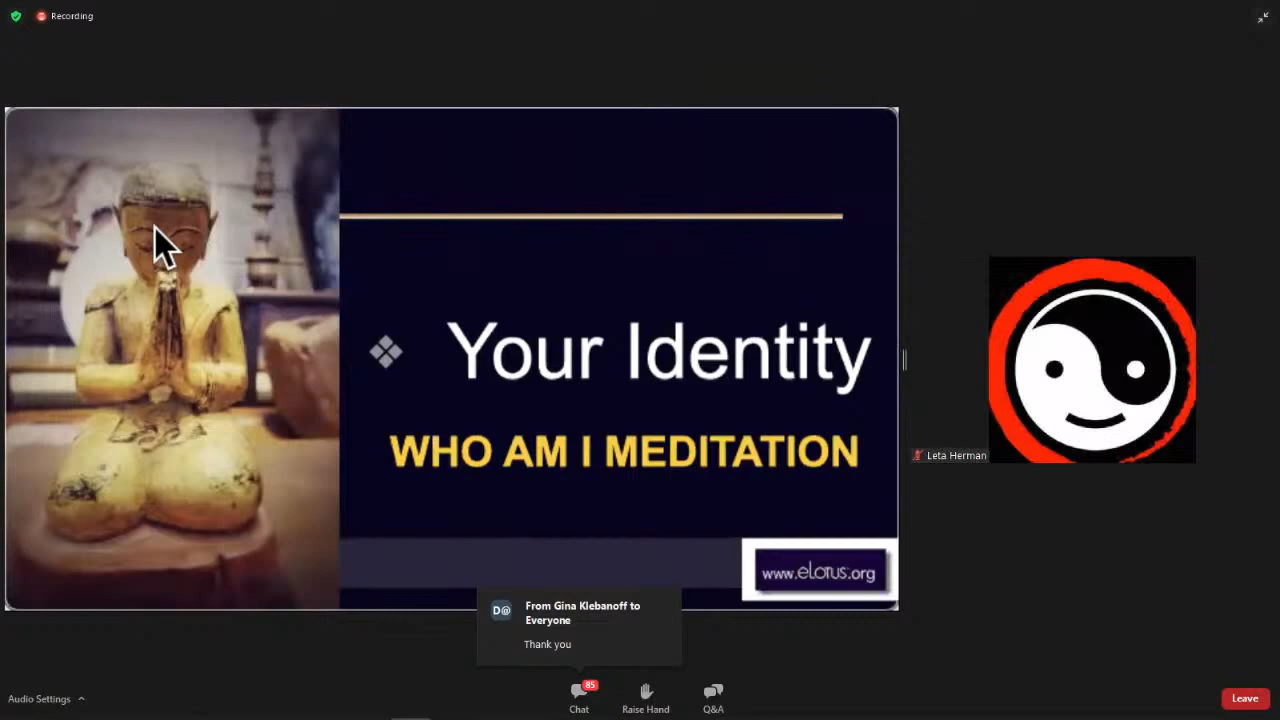 Recording
Your Identity
WHO AM I MEDITATION
Leta Herman
www.elotus.org
D@
From Gina Klebanoff to
Everyone
Thank you
85
Audio Settings
Chat
Raise Hand
Q&A
Leave